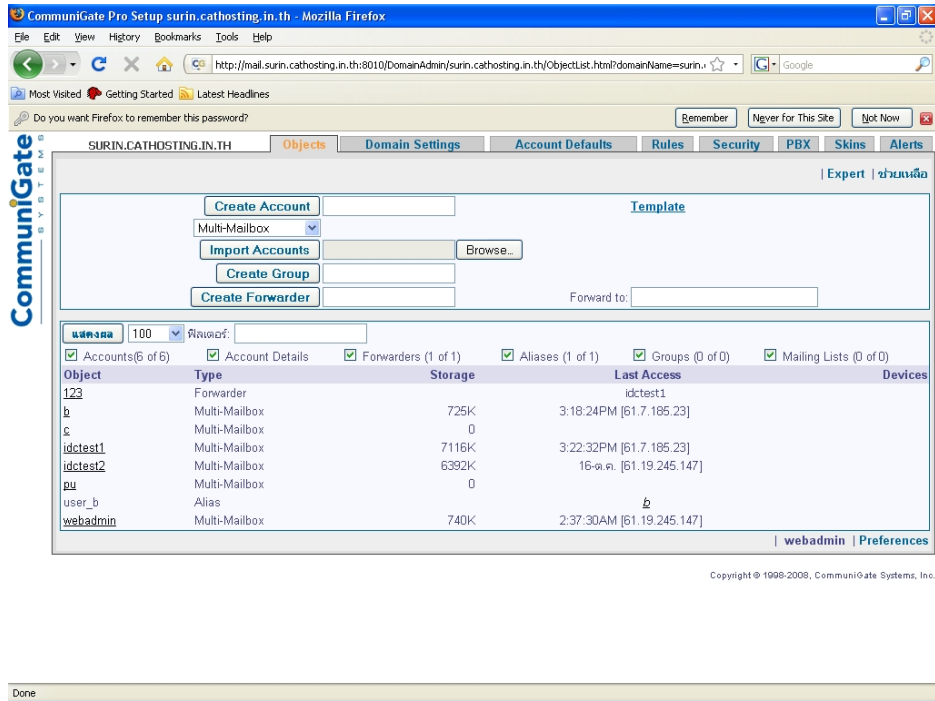 CommuniGate Pro Setup surin.cathosting.in.th - Mozilla Firefox
File Edit View History Bookmarks Tools Help
CG http://mail.surin.cathosting.in.th:8010/DomainAdmin/surin.cathosting.in.th/ObjectList.html?domainName=surin. G Google
Most Visited Getting Started Latest Headlines
Do you want Firefox to remember this password? Remember Never for This Site Not Now
CommuniGate
SYSTEMS
SURIN.CATHOSTING.IN.TH Objects Domain Settings Account Defaults Rules Security PBX Skins Alerts
| Expert | ช่วยเหลือ
Create Account Template
Multi-Mailbox
Import Accounts Browse...
Create Group
Create Forwarder Forward to:
แสดงผล 100 ฟิลเตอร์:
Accounts(6 of 6) Account Details Forwarders (1 of 1) Aliases (1 of 1) Groups (0 of 0) Mailing Lists (0 of 0)
Object Type Storage Last Access Devices
123 Forwarder idctest1
b Multi-Mailbox 725K 3:18:24PM [61.7.185.23]
c Multi-Mailbox 0
idctest1 Multi-Mailbox 7116K 3:22:32PM [61.7.185.23]
idctest2 Multi-Mailbox 6392K 16-ต.ค. [61.19.245.147]
pu Multi-Mailbox 0
user_b Alias b
webadmin Multi-Mailbox 740K 2:37:30AM [61.19.245.147]
| webadmin | Preferences
Copyright © 1998-2008, CommuniGate Systems, Inc.
Done